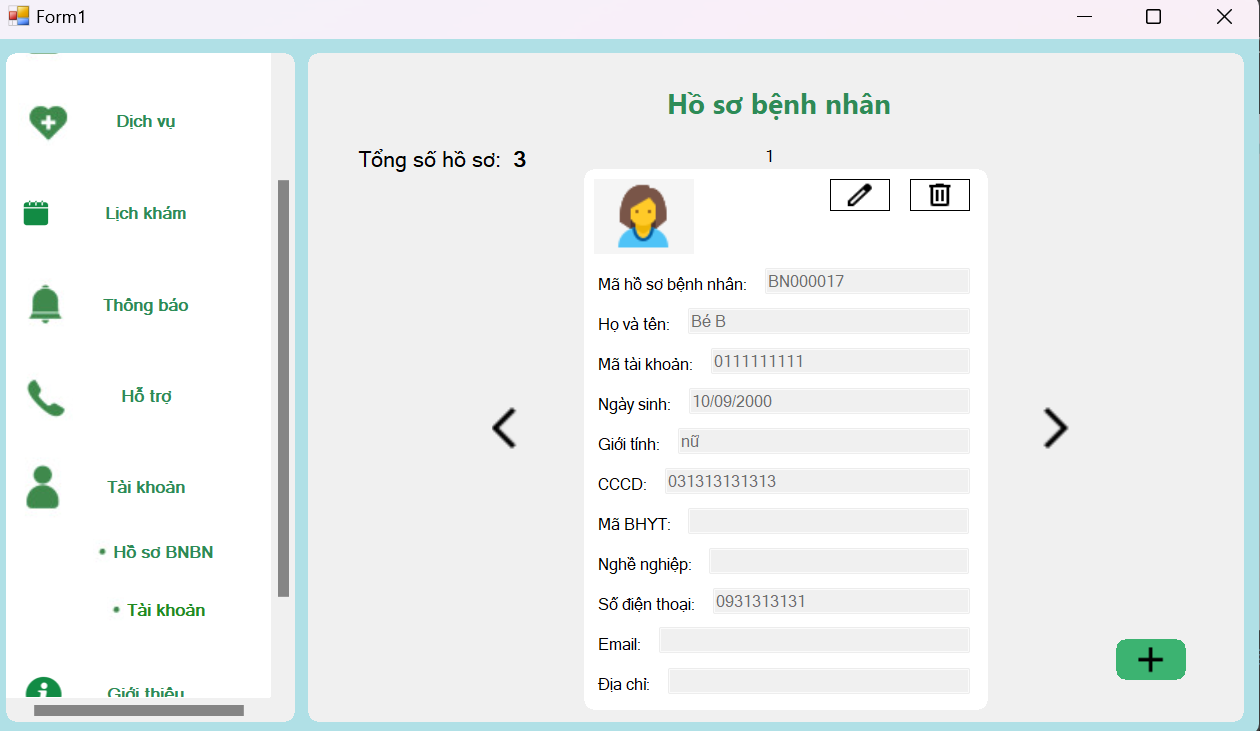 Form1
Dịch vụ
Lịch khám
Thông báo
Hỗ trợ
Tài khoản
Hồ sơ BNBN
Tài khoản
Giới thiệu
Hồ sơ bệnh nhân
Tổng số hồ sơ: 3
1
Mã hồ sơ bệnh nhân: BN000017
Họ và tên: Bé B
Mã tài khoản: 0111111111
Ngày sinh: 10/09/2000
Giới tính: nữ
CCCD: 031313131313
Mã BHYT:
Nghề nghiệp:
Số điện thoại: 0931313131
Email:
Địa chỉ: